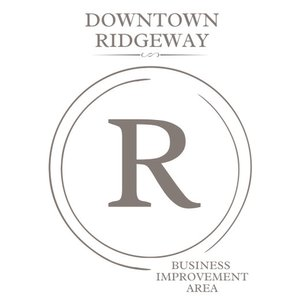 DOWNTOWN
RIDGEWAY
R
BUSINESS
IMPROVEMENT
AREA